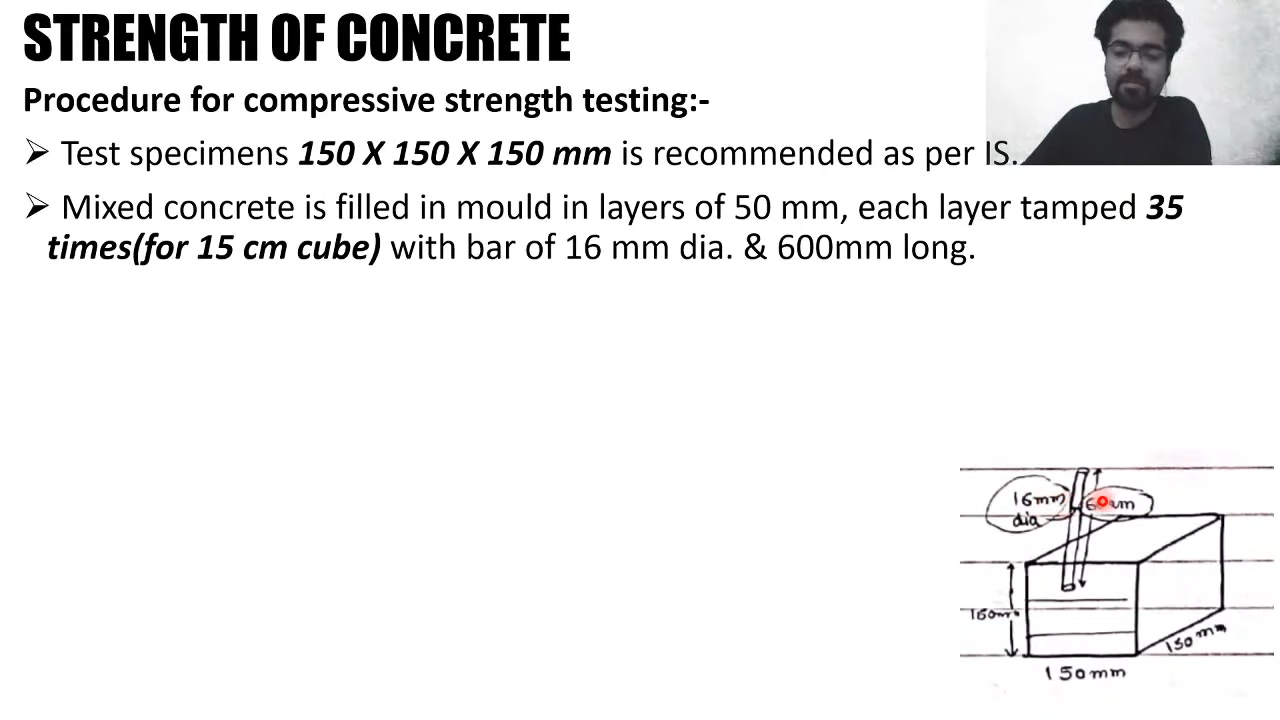 STRENGTH OF CONCRETE
Procedure for compressive strength testing:-
➢ Test specimens 150 X 150 X 150 mm is recommended as per IS.
➢ Mixed concrete is filled in mould in layers of 50 mm, each layer tamped 35
times(for 15 cm cube) with bar of 16 mm dia. & 600mm long.
16mm
dia
60cm
150mm
150mm